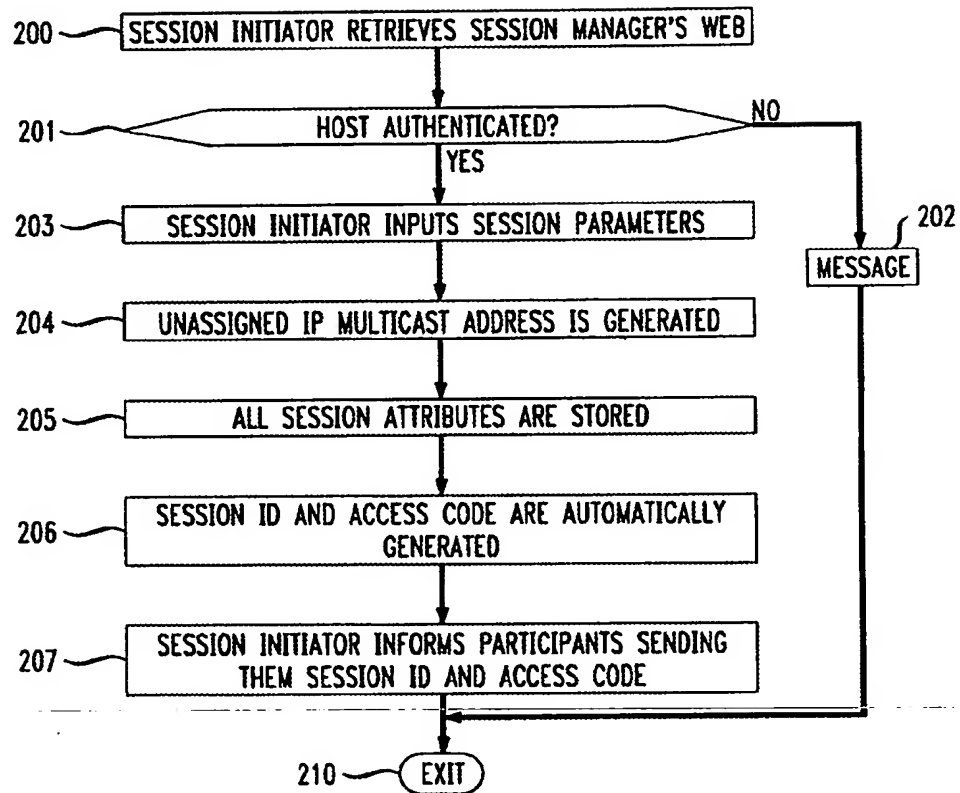 200 SESSION INITIATOR RETRIEVES SESSION MANAGER'S WEB
201 HOST AUTHENTICATED? NO
YES
203 SESSION INITIATOR INPUTS SESSION PARAMETERS
202
MESSAGE
204 UNASSIGNED IP MULTICAST ADDRESS IS GENERATED
205 ALL SESSION ATTRIBUTES ARE STORED
206 SESSION ID AND ACCESS CODE ARE AUTOMATICALLY
GENERATED
207 SESSION INITIATOR INFORMS PARTICIPANTS SENDING
THEM SESSION ID AND ACCESS CODE
210 EXIT